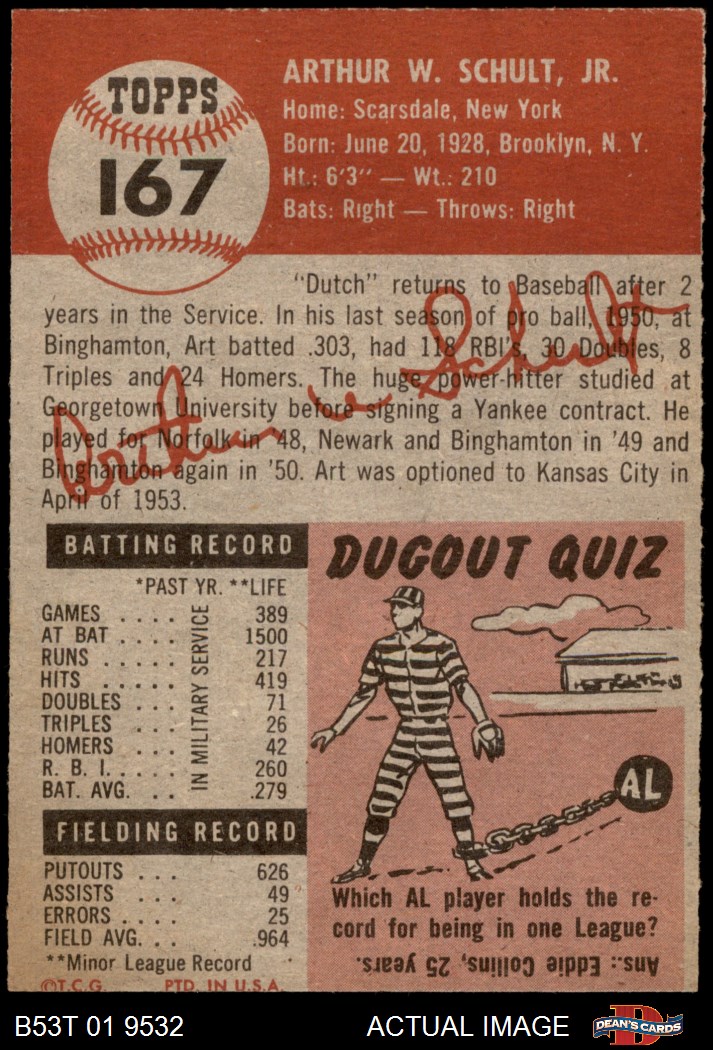 TOPPS
167
ARTHUR W. SCHULT, JR.
Home: Scarsdale, New York
Born: June 20, 1928, Brooklyn, N. Y.
Ht.: 6'3" — Wt.: 210
Bats: Right — Throws: Right
"Dutch" returns to Baseball after 2
years in the Service. In his last season of pro ball, 1950, at
Binghamton, Art batted .303, had 118 RBI's, 30 Doubles, 8
Triples and 24 Homers. The huge power-hitter studied at
Georgetown University before signing a Yankee contract. He
played for Norfolk in '48, Newark and Binghamton in '49 and
Binghamton again in '50. Art was optioned to Kansas City in
April of 1953.
Arthur W Schult
BATTING RECORD
*PAST YR. **LIFE
GAMES . . . . 389
AT BAT . . . . 1500
RUNS . . . . . 217
HITS . . . . . 419
DOUBLES . . . 71
TRIPLES . . . 26
HOMERS . . . 42
R. B. I. . . . . 260
BAT. AVG. . . . .279
IN MILITARY SERVICE
FIELDING RECORD
PUTOUTS . . . 626
ASSISTS . . . . 49
ERRORS . . . . 25
FIELD AVG. . . .964
**Minor League Record
©T.C.G. PTD. IN U.S.A.
DUGOUT QUIZ
AL
Which AL player holds the re-
cord for being in one League?
Ans.: Eddie Collins, 25 years.
B53T 01 9532
ACTUAL IMAGE
D
DEAN'S CARDS